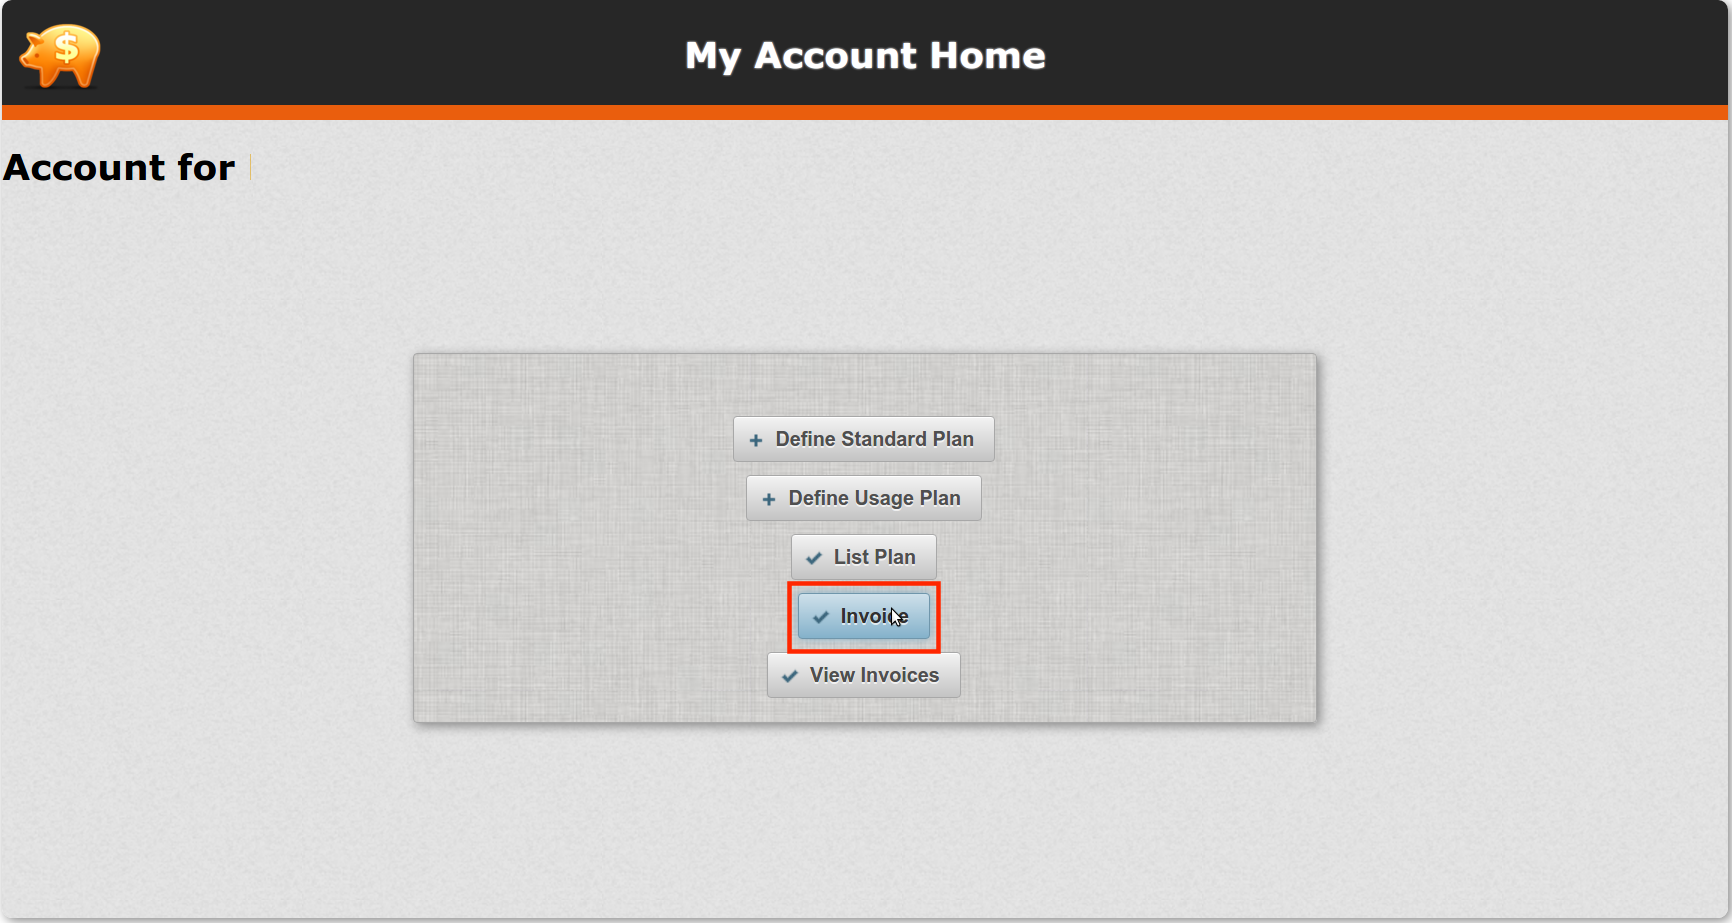 $
My Account Home
Account for
Define Standard Plan
Define Usage Plan
List Plan
Invoice
View Invoices